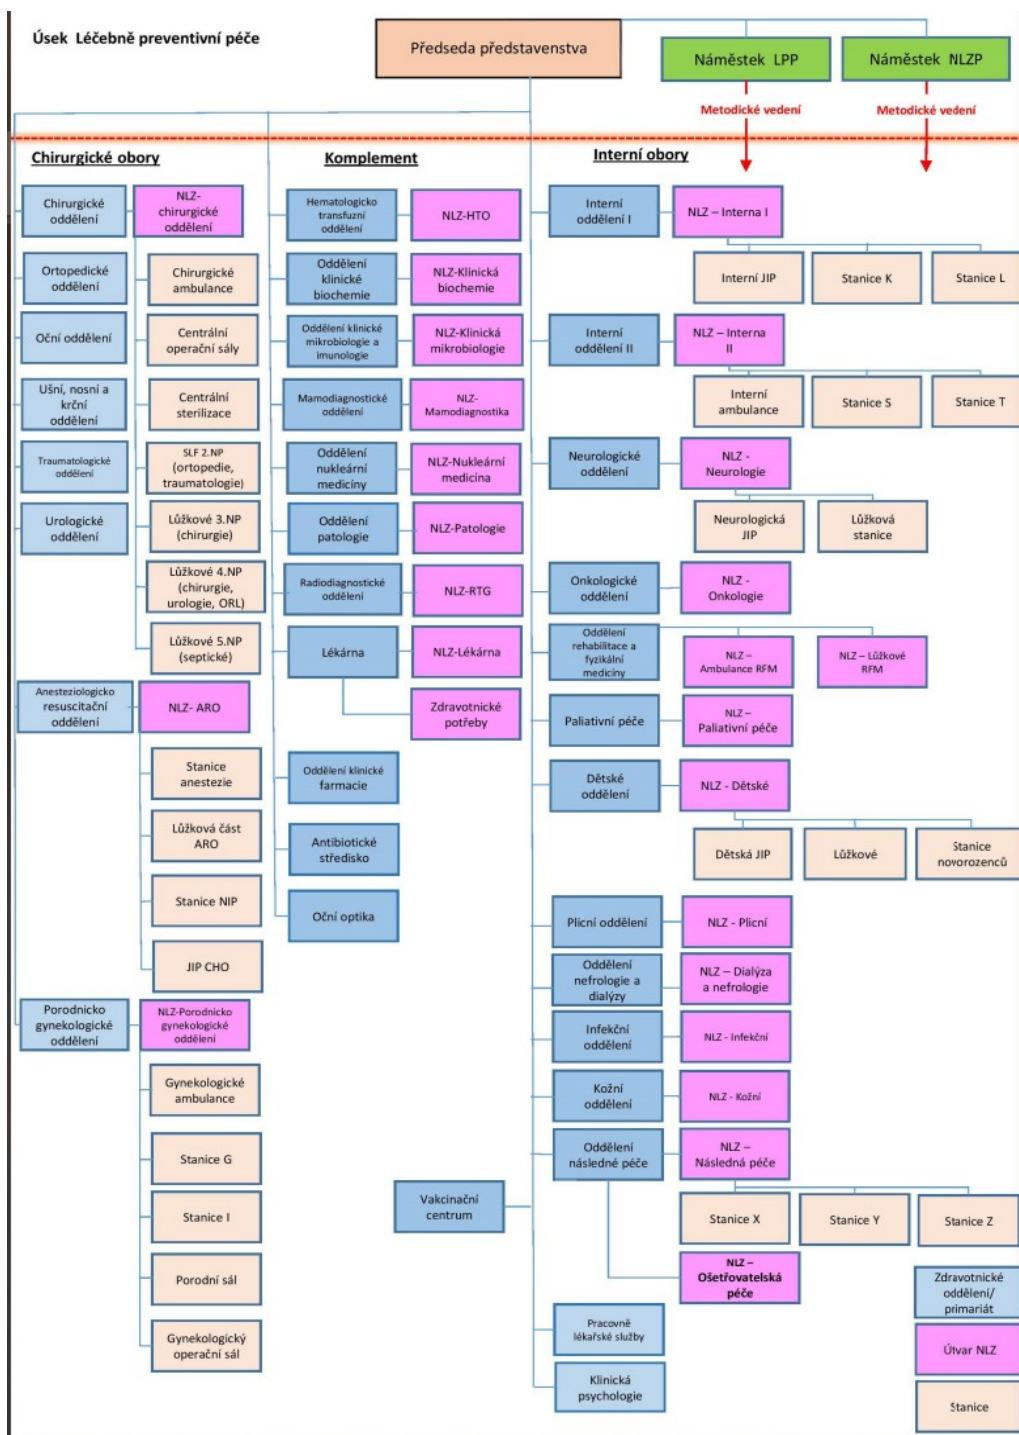 Úsek Léčebně preventivní péče
Předseda představenstva
Náměstek LPP
Náměstek NLZP
Metodické vedení
Metodické vedení
Chirurgické obory
Chirurgické
oddělení
NLZ-
chirurgické
oddělení
Ortopedické
oddělení
Chirurgické
ambulance
Oční oddělení
Centrální
operační sály
Ušní, nosní a
krční
oddělení
Centrální
sterilizace
Traumatologické
oddělení
SLF 2.NP
(ortopedie,
traumatologie)
Urologické
oddělení
Lůžkové 3.NP
(chirurgie)
Lůžkové 4.NP
(chirurgie,
urologie, ORL)
Lůžkové 5.NP
(septické)
Anesteziologicko
resuscitační
oddělení
NLZ- ARO
Stanice
anestezie
Lůžková část
ARO
Stanice NIP
JIP CHO
Porodnicko
gynekologické
oddělení
NLZ-Porodnicko
gynekologické
oddělení
Gynekologické
ambulance
Stanice G
Stanice I
Porodní sál
Gynekologický
operační sál
Komplement
Hematologicko
transfuzní
oddělení
NLZ-HTO
Oddělení
klinické
biochemie
NLZ-Klinická
biochemie
Oddělení klinické
mikrobiologie a
imunologie
NLZ-Klinická
mikrobiologie
Mamodiagnostické
oddělení
NLZ-
Mamodiagnostika
Oddělení
nukleární
medicíny
NLZ-Nukleární
medicína
Oddělení
patologie
NLZ-Patologie
Radiodiagnostické
oddělení
NLZ-RTG
Lékárna
NLZ-Lékárna
Zdravotnické
potřeby
Oddělení klinické
farmacie
Antibiotické
středisko
Oční optika
Vakcinační
centrum
Interní obory
Interní
oddělení I
NLZ – Interna I
Interní JIP
Stanice K
Stanice L
Interní
oddělení II
NLZ – Interna
II
Interní
ambulance
Stanice S
Stanice T
Neurologické
oddělení
NLZ -
Neurologie
Neurologická
JIP
Lůžková
stanice
Onkologické
oddělení
NLZ -
Onkologie
Oddělení
rehabilitace a
fyzikální
medicíny
NLZ –
Ambulance RFM
NLZ – Lůžkové
RFM
Paliativní péče
NLZ –
Paliativní péče
Dětské
oddělení
NLZ - Dětské
Dětská JIP
Lůžkové
Stanice
novorozenců
Plicní oddělení
NLZ - Plicní
Oddělení
nefrologie a
dialýzy
NLZ – Dialýza
a nefrologie
Infekční
oddělení
NLZ - Infekční
Kožní
oddělení
NLZ - Kožní
Oddělení
následné péče
NLZ –
Následná péče
Stanice X
Stanice Y
Stanice Z
NLZ –
Ošetřovatelská
péče
Pracovně
lékařské služby
Klinická
psychologie
Zdravotnické
oddělení/
primariát
Útvar NLZ
Stanice